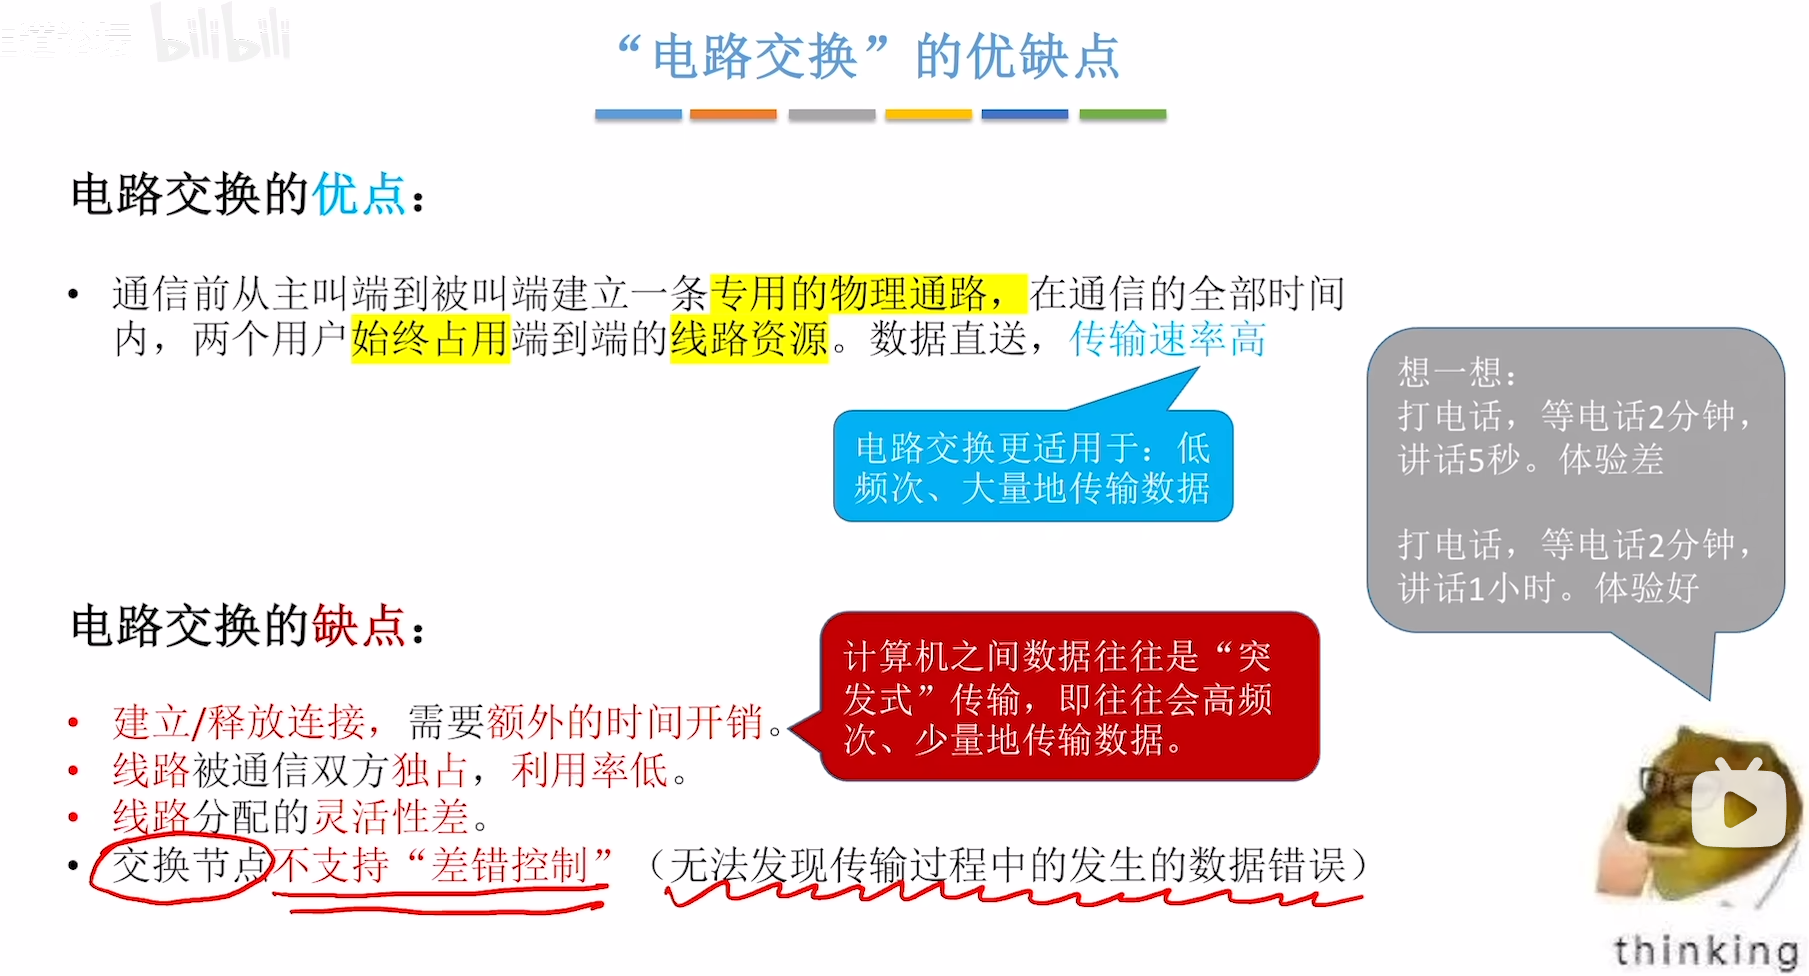 bilibili
“电路交换”的优缺点
电路交换的优点：
• 通信前从主叫端到被叫端建立一条专用的物理通路，在通信的全部时间
内，两个用户始终占用端到端的线路资源。数据直送，传输速率高
电路交换更适用于：低
频次、大量地传输数据
想一想：
打电话，等电话2分钟，
讲话5秒。体验差
打电话，等电话2分钟，
讲话1小时。体验好
电路交换的缺点：
计算机之间数据往往是“突
发式”传输，即往往会高频
次、少量地传输数据。
• 建立/释放连接，需要额外的时间开销。
• 线路被通信双方独占，利用率低。
• 线路分配的灵活性差。
• 交换节点不支持“差错控制”（无法发现传输过程中的发生的数据错误）
thinking